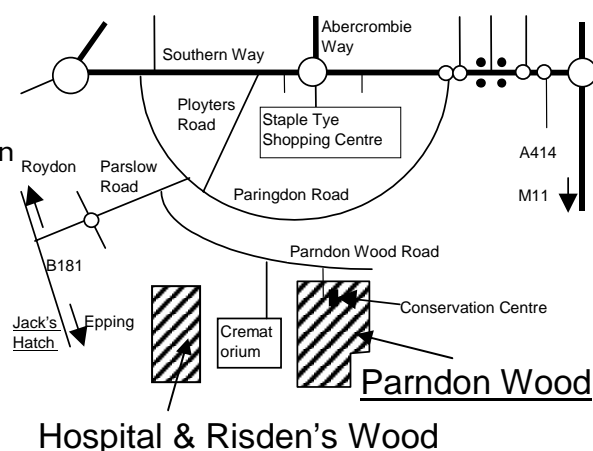 Abercrombie
Way
Southern Way
Ployters
Road
Staple Tye
Shopping Centre
A414
M11
n
Roydon
Parslow
Road
Paringdon Road
Parndon Wood Road
B181
Jack's
Hatch
Epping
Cremat
orium
Conservation Centre
Parndon Wood
Hospital & Risden's Wood